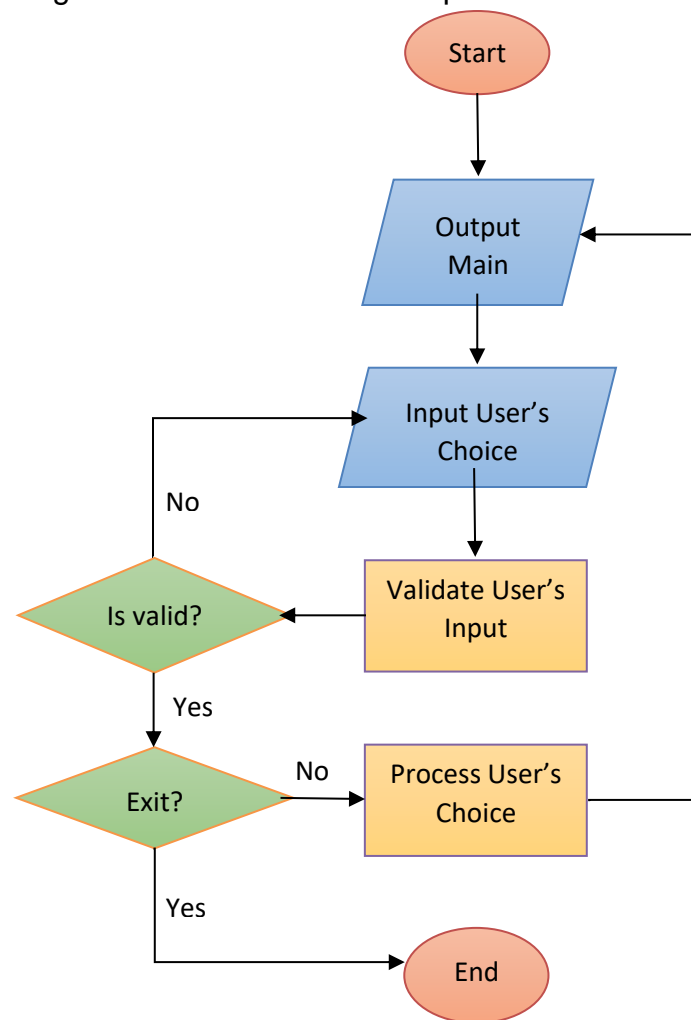 Start
Output
Main
Input User's
Choice
No
Validate User's
Input
Is valid?
Yes
No
Process User's
Choice
Exit?
Yes
End